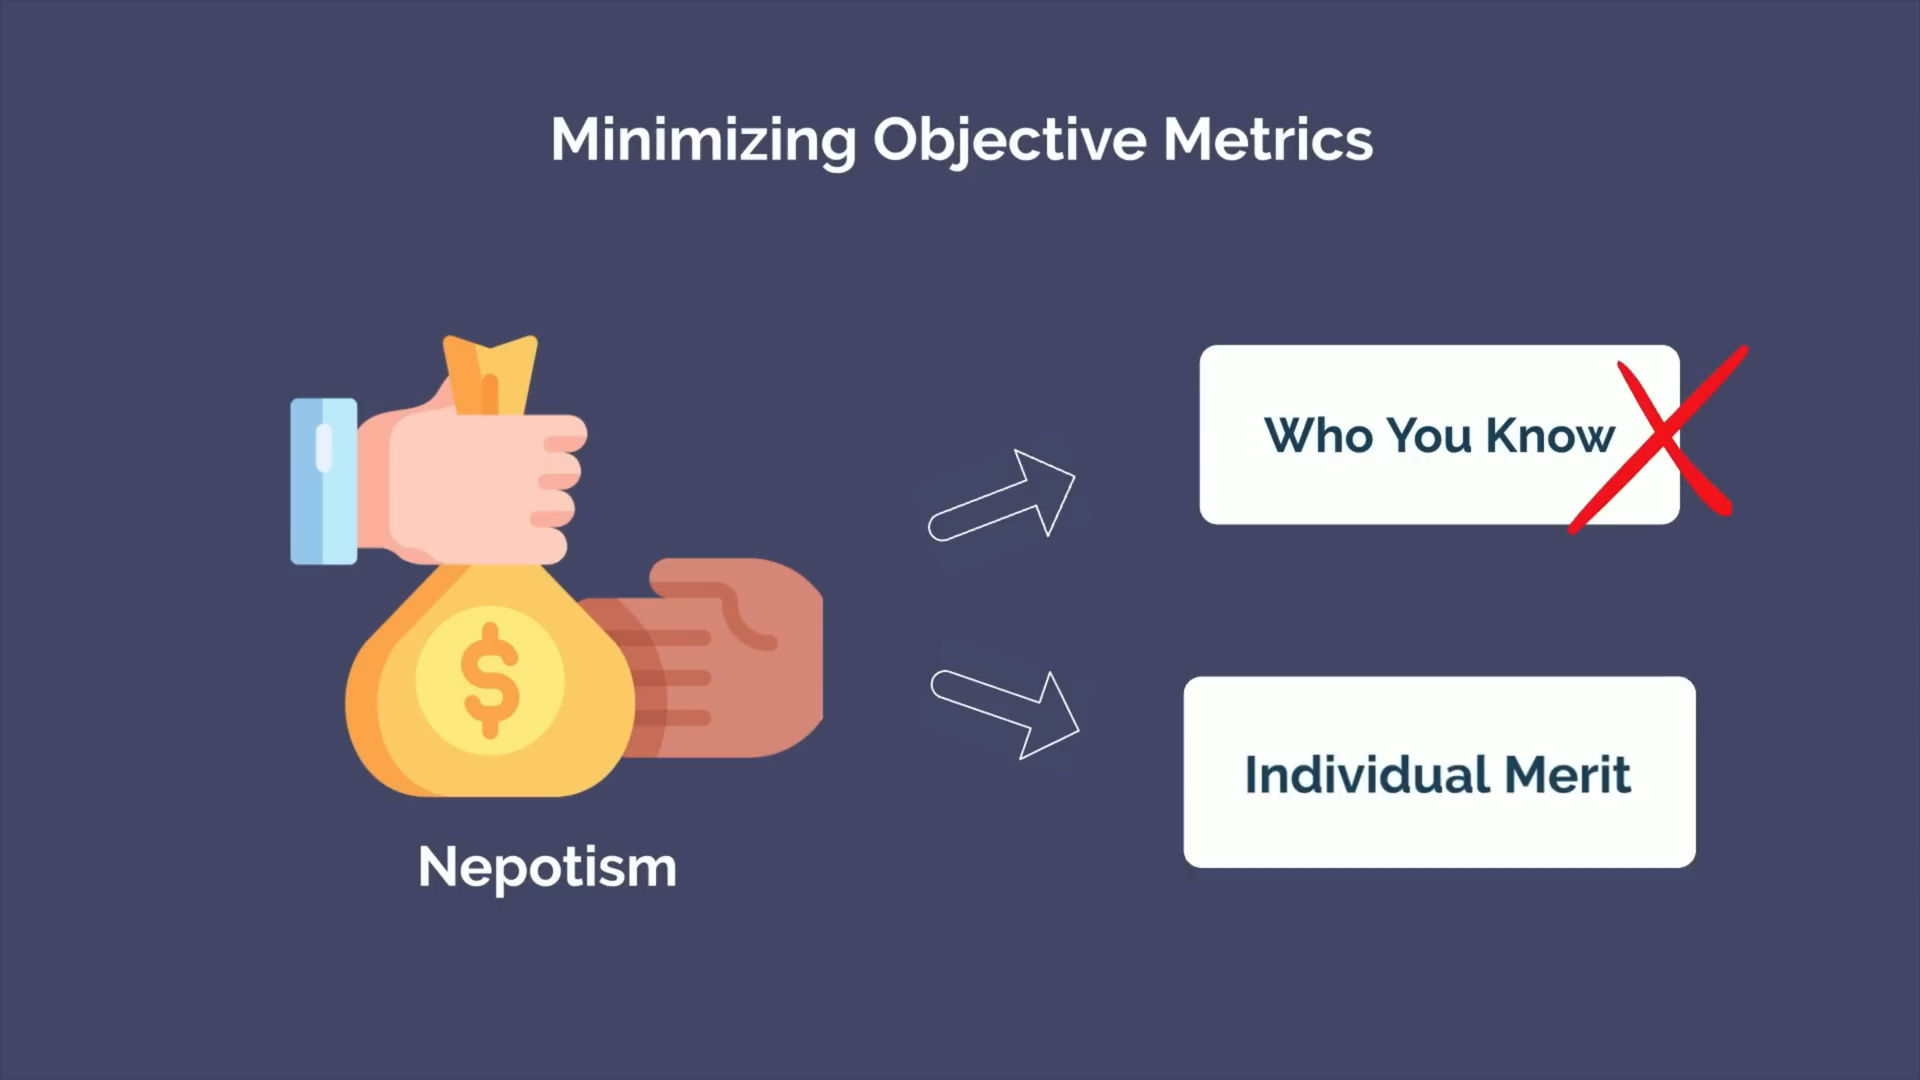 Minimizing Objective Metrics
Who You Know
Individual Merit
$
Nepotism